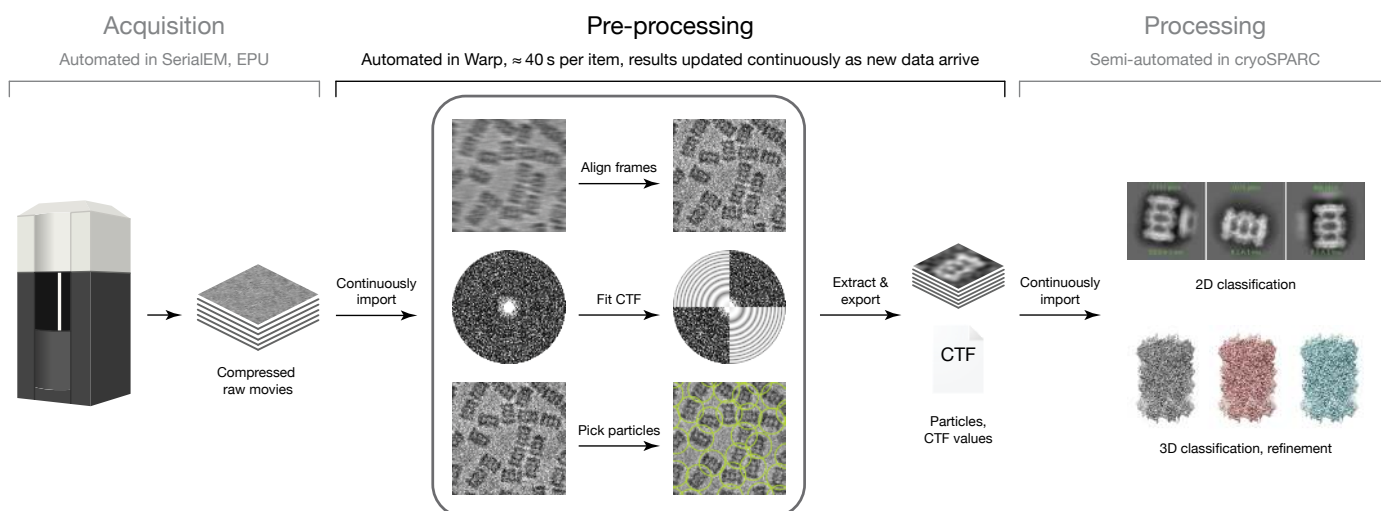 Acquisition
Automated in SerialEM, EPU
Pre-processing
Automated in Warp, ≈ 40 s per item, results updated continuously as new data arrive
Processing
Semi-automated in cryoSPARC
Compressed
raw movies
Continuously
import
Align frames
Fit CTF
Pick particles
Extract &
export
CTF
Particles,
CTF values
Continuously
import
2D classification
3D classification, refinement